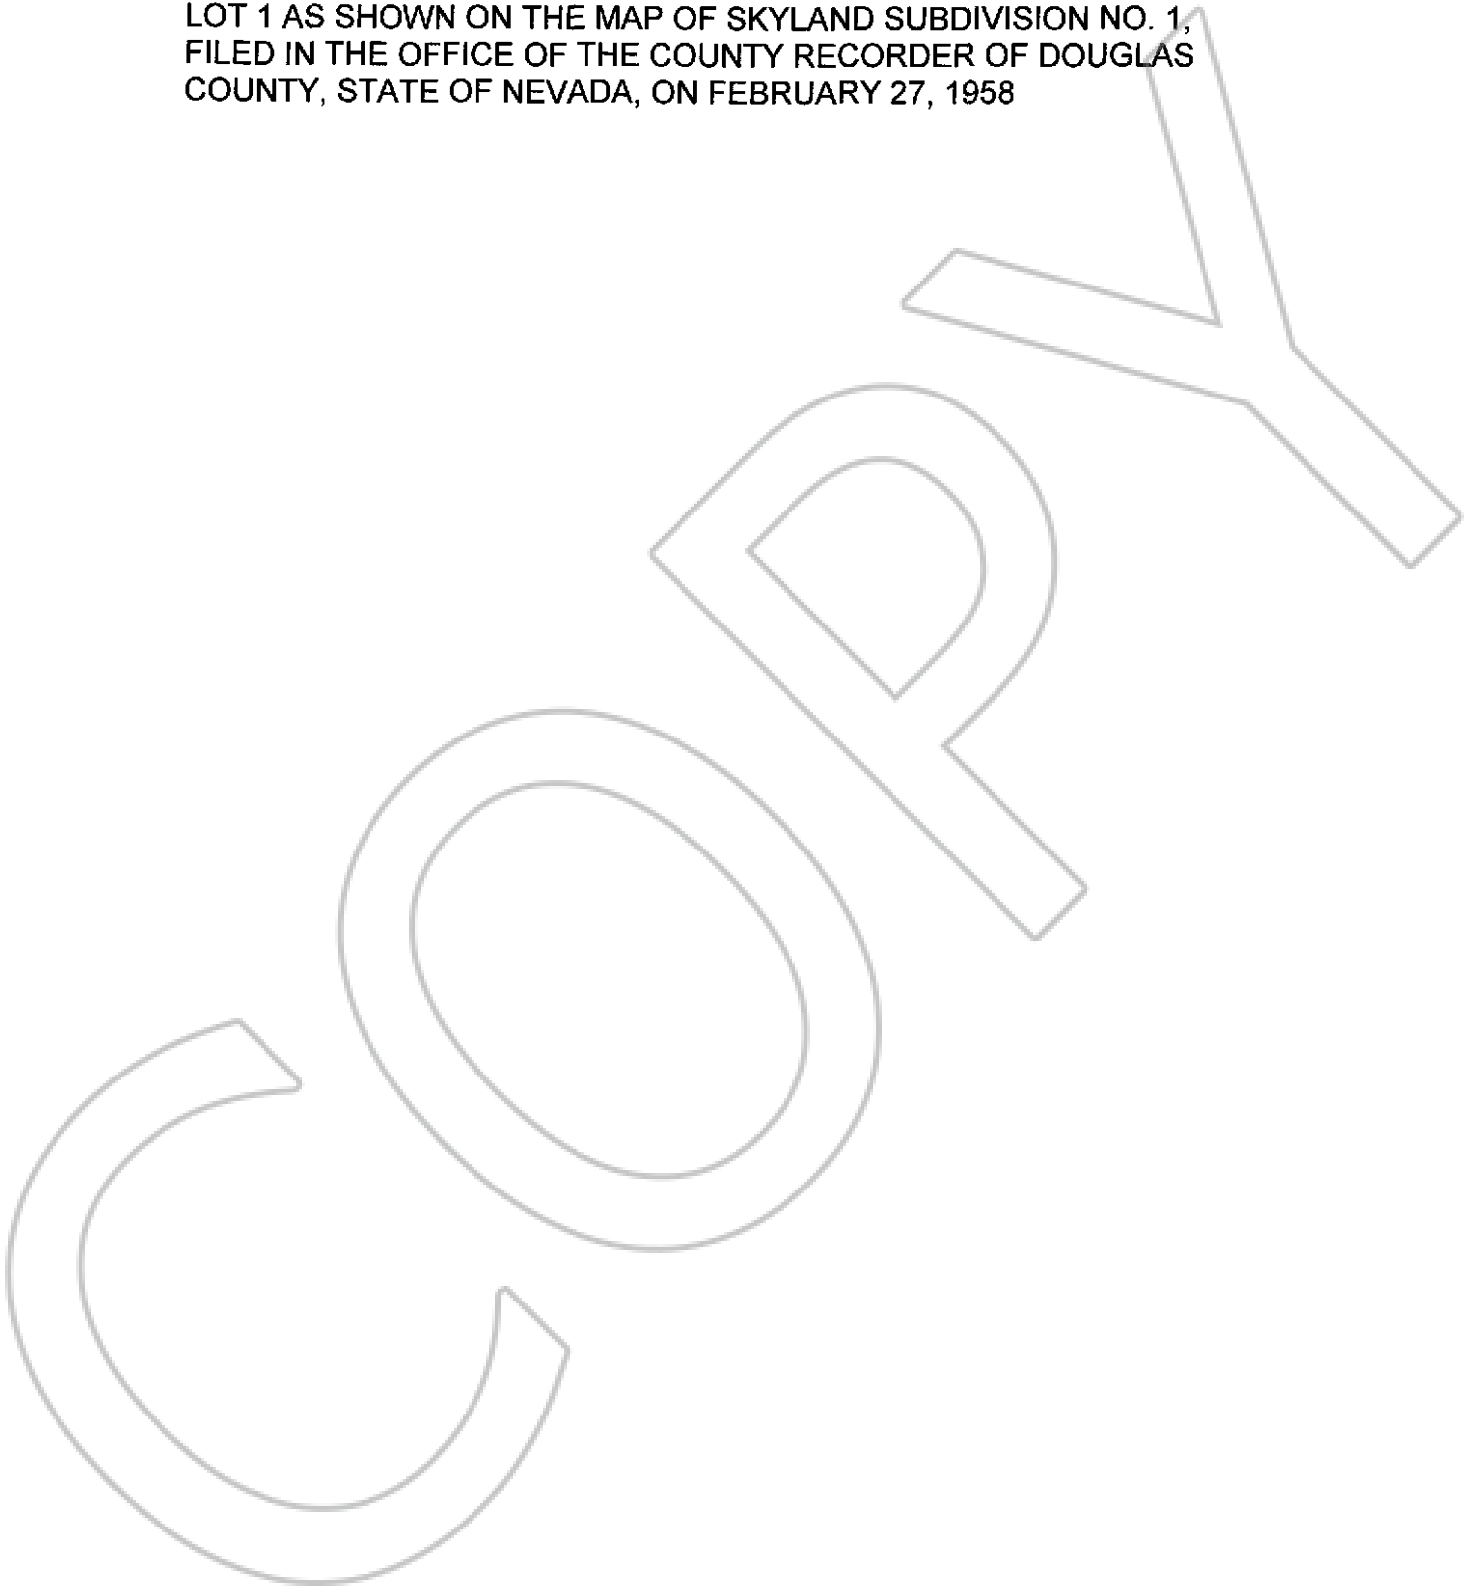 LOT 1 AS SHOWN ON THE MAP OF SKYLAND SUBDIVISION NO. 1,
FILED IN THE OFFICE OF THE COUNTY RECORDER OF DOUGLAS
COUNTY, STATE OF NEVADA, ON FEBRUARY 27, 1958
COPY